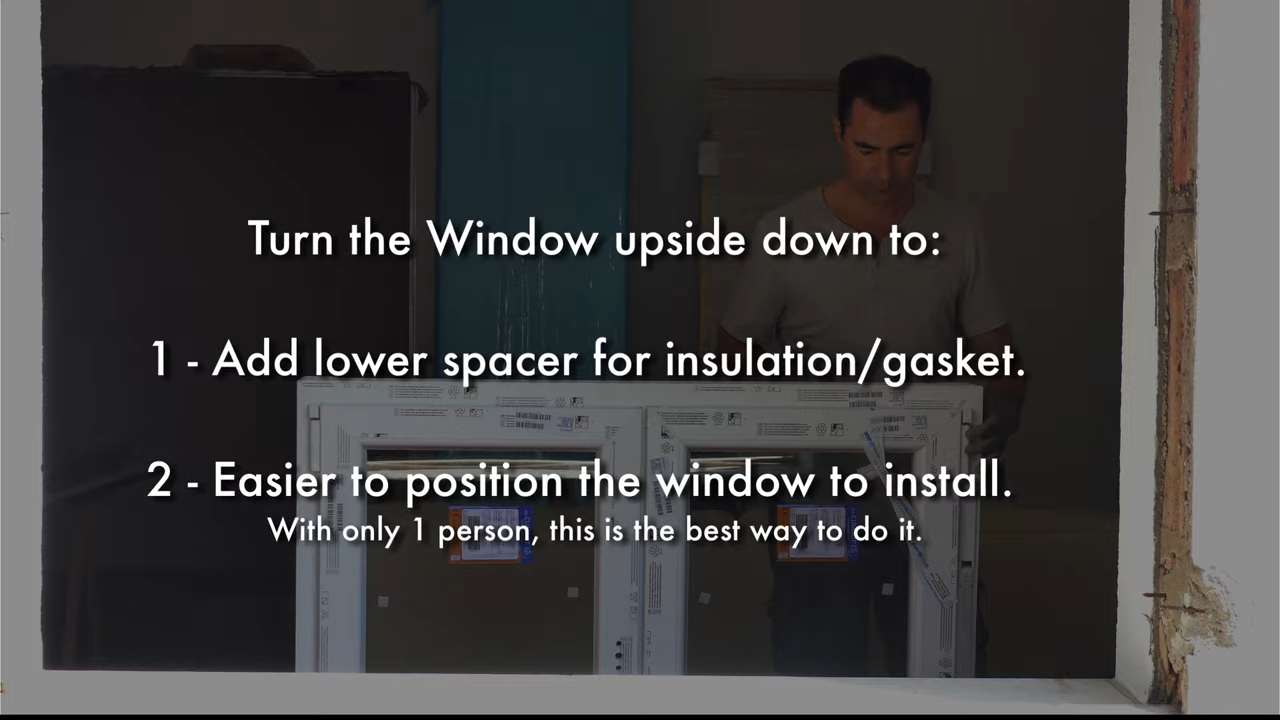 Turn the Window upside down to:
1 - Add lower spacer for insulation/gasket.
2 - Easier to position the window to install.
With only 1 person, this is the best way to do it.